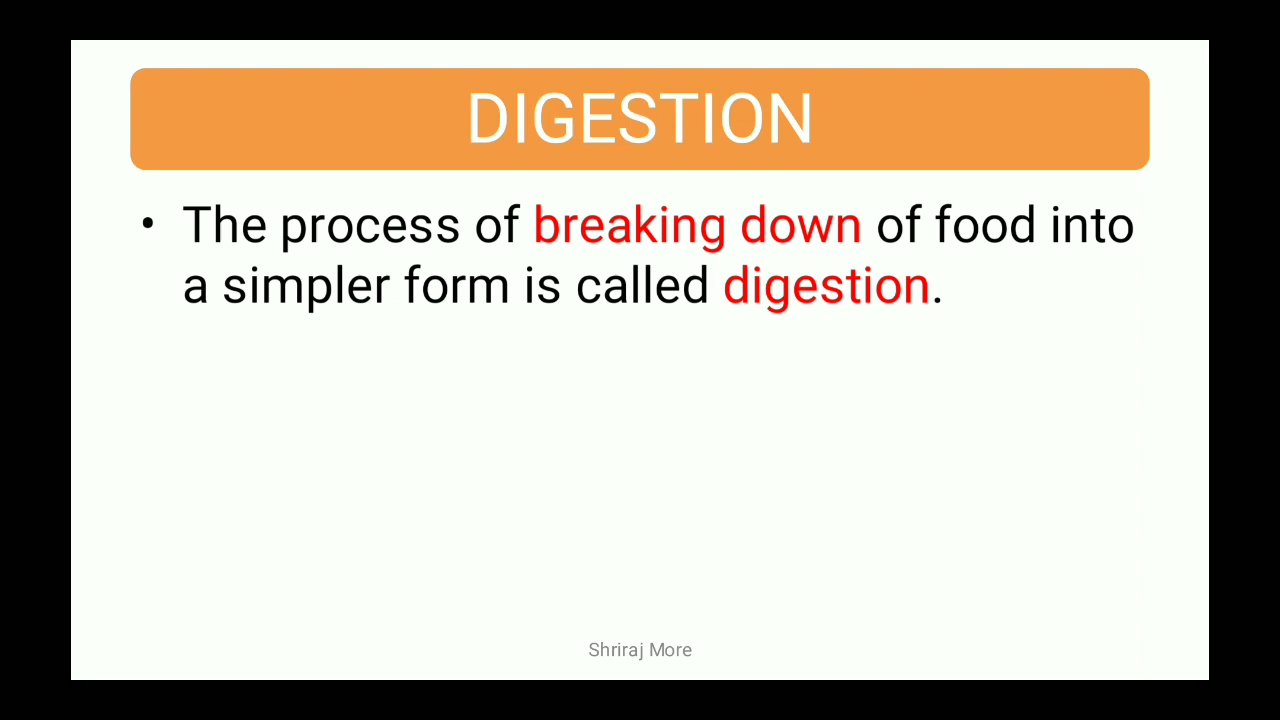 DIGESTION
• The process of breaking down of food into
a simpler form is called digestion.
Shriraj More